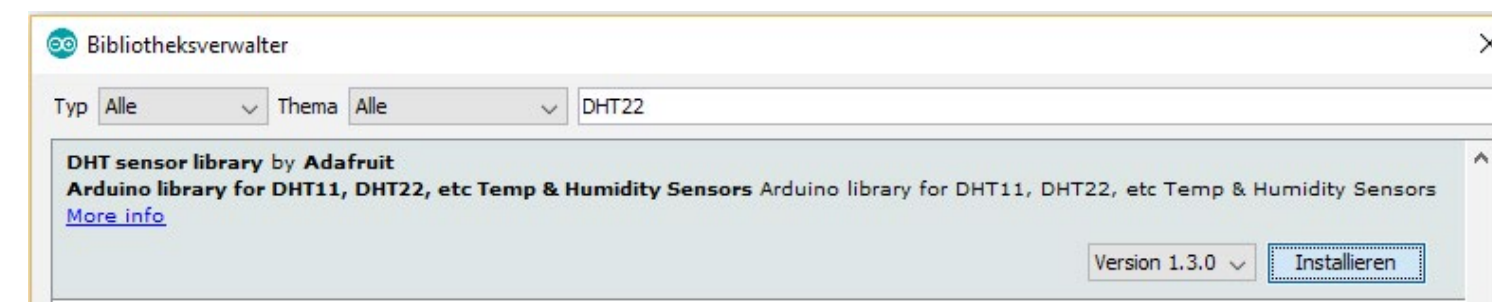 Bibliotheksverwalter
Typ Alle Thema Alle DHT22
DHT sensor library by Adafruit
Arduino library for DHT11, DHT22, etc Temp & Humidity Sensors Arduino library for DHT11, DHT22, etc Temp & Humidity Sensors
More info
Version 1.3.0 Installieren